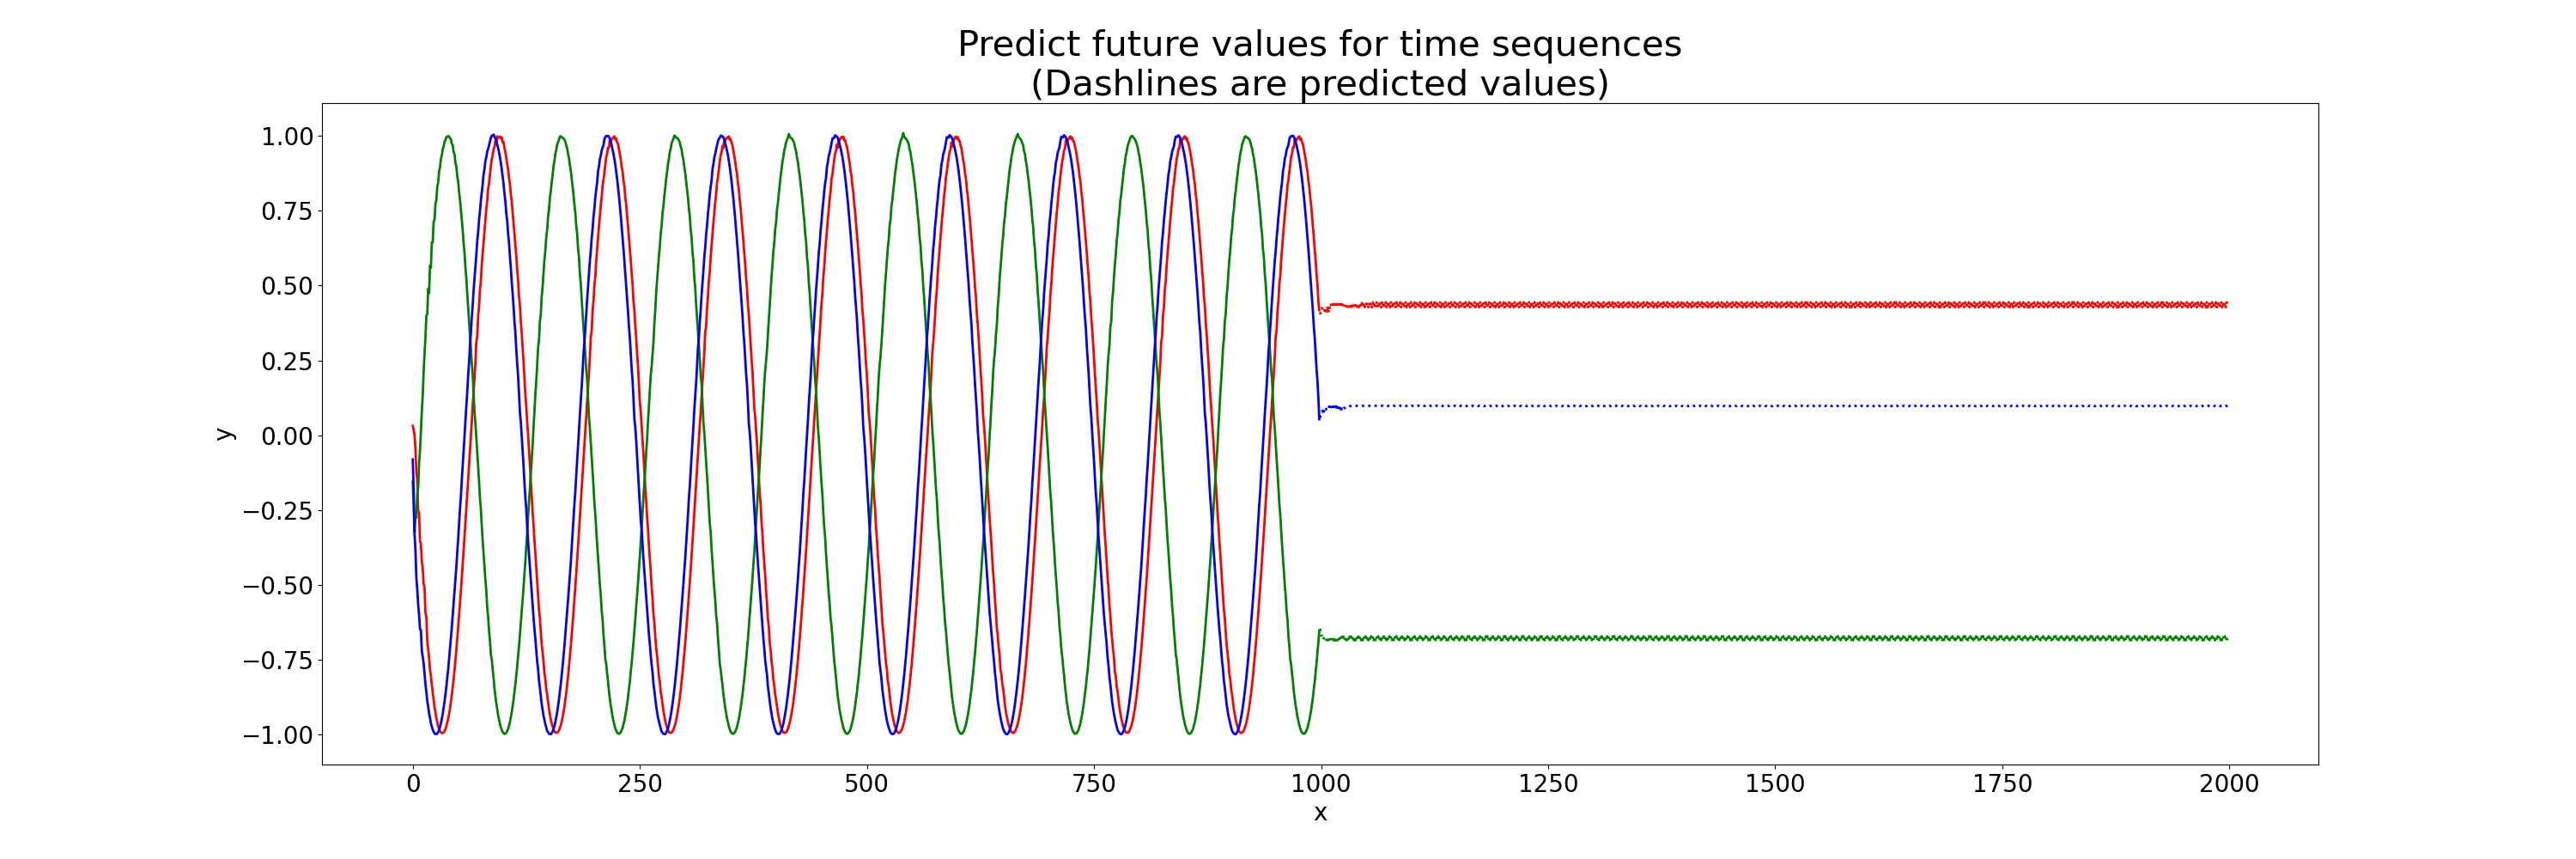 Predict future values for time sequences
(Dashlines are predicted values)
1.00
0.75
0.50
0.25
0.00
−0.25
−0.50
−0.75
−1.00
y
0 250 500 750 1000 1250 1500 1750 2000
x